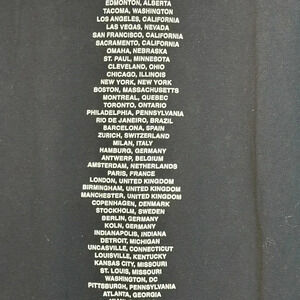 EDMONTON, ALBERTA
TACOMA, WASHINGTON
LOS ANGELES, CALIFORNIA
LAS VEGAS, NEVADA
SAN FRANCISCO, CALIFORNIA
SACRAMENTO, CALIFORNIA
OMAHA, NEBRASKA
ST. PAUL, MINNESOTA
CLEVELAND, OHIO
CHICAGO, ILLINOIS
NEW YORK, NEW YORK
BOSTON, MASSACHUSETTS
MONTREAL, QUEBEC
TORONTO, ONTARIO
PHILADELPHIA, PENNSYLVANIA
RIO DE JANEIRO, BRAZIL
BARCELONA, SPAIN
ZURICH, SWITZERLAND
MILAN, ITALY
HAMBURG, GERMANY
ANTWERP, BELGIUM
AMSTERDAM, NETHERLANDS
PARIS, FRANCE
LONDON, UNITED KINGDOM
BIRMINGHAM, UNITED KINGDOM
MANCHESTER, UNITED KINGDOM
COPENHAGEN, DENMARK
STOCKHOLM, SWEDEN
BERLIN, GERMANY
KOLN, GERMANY
INDIANAPOLIS, INDIANA
DETROIT, MICHIGAN
UNCASVILLE, CONNECTICUT
LOUISVILLE, KENTUCKY
KANSAS CITY, MISSOURI
ST. LOUIS, MISSOURI
WASHINGTON, DC
PITTSBURGH, PENNSYLVANIA
ATLANTA, GEORGIA